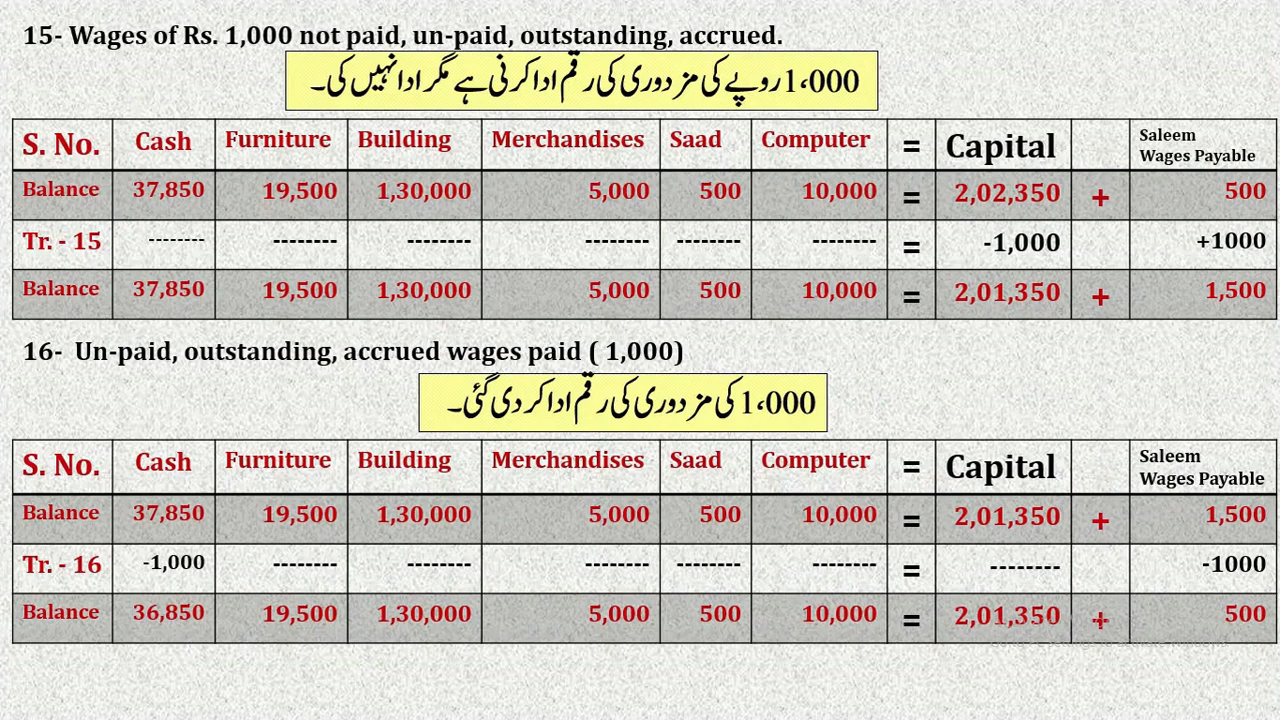 15- Wages of Rs. 1,000 not paid, un-paid, outstanding, accrued.
1،000 روپے کی مزدوری کی رقم ادا کرنی ہے مگر ادا نہیں کی۔
S. No. Cash Furniture Building Merchandises Saad Computer = Capital Saleem Wages Payable
Balance 37,850 19,500 1,30,000 5,000 500 10,000 = 2,02,350 + 500
Tr. - 15 -------- -------- -------- -------- -------- -------- = -1,000 +1000
Balance 37,850 19,500 1,30,000 5,000 500 10,000 = 2,01,350 + 1,500
16- Un-paid, outstanding, accrued wages paid ( 1,000)
1،000 کی مزدوری کی رقم ادا کر دی گئی۔
S. No. Cash Furniture Building Merchandises Saad Computer = Capital Saleem Wages Payable
Balance 37,850 19,500 1,30,000 5,000 500 10,000 = 2,01,350 + 1,500
Tr. - 16 -1,000 -------- -------- -------- -------- -------- = -------- -1000
Balance 36,850 19,500 1,30,000 5,000 500 10,000 = 2,01,350 + 500